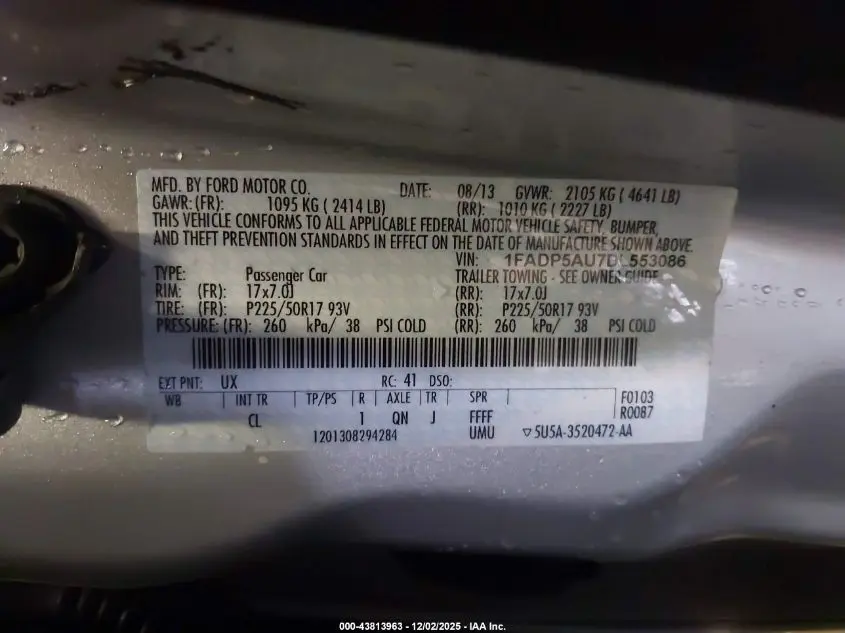 MFD. BY FORD MOTOR CO. DATE: 08/13 GVWR: 2105 KG ( 4641 LB)
GAWR: (FR): 1095 KG ( 2414 LB) (RR): 1010 KG ( 2227 LB)
THIS VEHICLE CONFORMS TO ALL APPLICABLE FEDERAL MOTOR VEHICLE SAFETY, BUMPER,
AND THEFT PREVENTION STANDARDS IN EFFECT ON THE DATE OF MANUFACTURE SHOWN ABOVE.
VIN: 1FADP5AU7DL553086
TYPE: Passenger Car TRAILER TOWING - SEE OWNER GUIDE
RIM: (FR): 17x7.0J (RR): 17x7.0J
TIRE: (FR): P225/50R17 93V (RR): P225/50R17 93V
PRESSURE: (FR): 260 kPa/ 38 PSI COLD (RR): 260 kPa/ 38 PSI COLD
EXT PNT: UX RC: 41 DSO:
WB INT TR TP/PS R AXLE TR SPR F0103
CL 1 QN J FFFF R0087
1201308294284 UMU ▽5U5A-3520472-AA
000-43813963 - 12/02/2025 - IAA Inc.